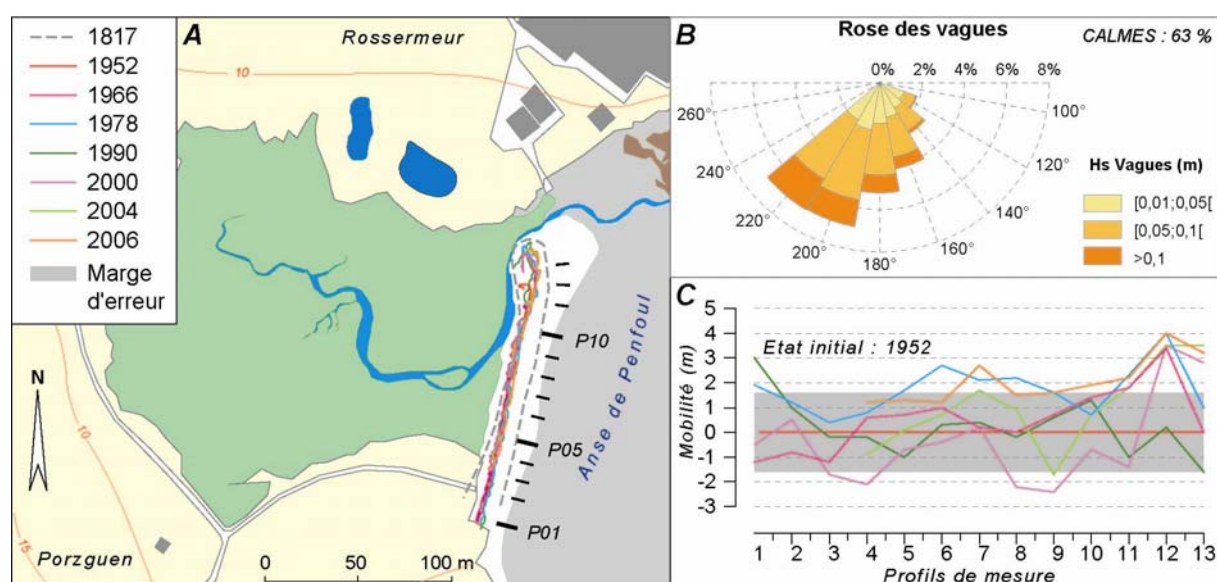 1817
1952
1966
1978
1990
2000
2004
2006
Marge
d'erreur
A
Rossermeur
10
P10
P05
P01
Anse de Penfoul
N
10
15
Porzguen
0 50 100 m
B
Rose des vagues
CALMES : 63 %
0% 2% 4% 6% 8%
260°
240°
220°
200°
180°
160°
140°
120°
100°
Hs Vagues (m)
[0,01;0,05[
[0,05;0,1[
>0,1
C
Etat initial : 1952
Mobilité (m)
5
4
3
2
1
0
-1
-2
-3
1 2 3 4 5 6 7 8 9 10 11 12 13
Profils de mesure